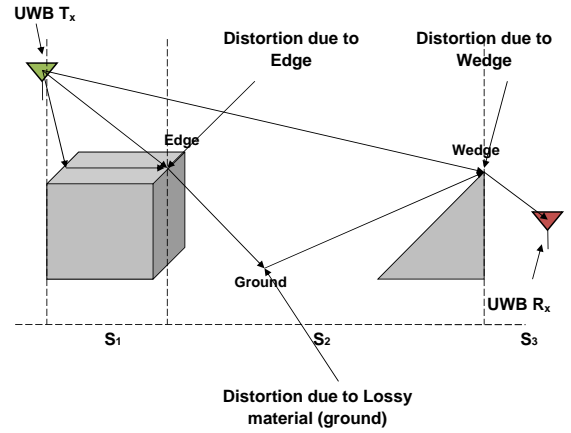 UWB Tx
Distortion due to
Edge
Distortion due to
Wedge
Edge
Wedge
Ground
UWB Rx
S1
S2
S3
Distortion due to Lossy
material (ground)